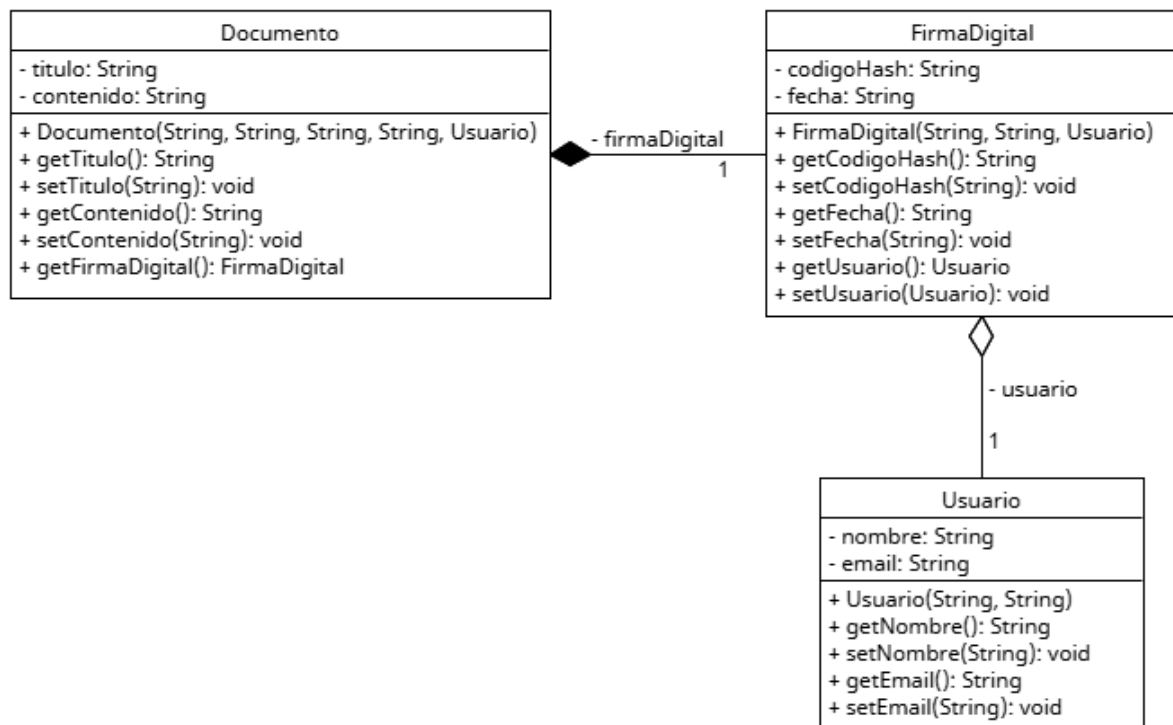 Documento
- titulo: String
- contenido: String
+ Documento(String, String, String, String, Usuario)
+ getTitulo(): String
+ setTitulo(String): void
+ getContenido(): String
+ setContenido(String): void
+ getFirmaDigital(): FirmaDigital
- firmaDigital
1
FirmaDigital
- codigoHash: String
- fecha: String
+ FirmaDigital(String, String, Usuario)
+ getCodigoHash(): String
+ setCodigoHash(String): void
+ getFecha(): String
+ setFecha(String): void
+ getUsuario(): Usuario
+ setUsuario(Usuario): void
- usuario
1
Usuario
- nombre: String
- email: String
+ Usuario(String, String)
+ getNombre(): String
+ setNombre(String): void
+ getEmail(): String
+ setEmail(String): void